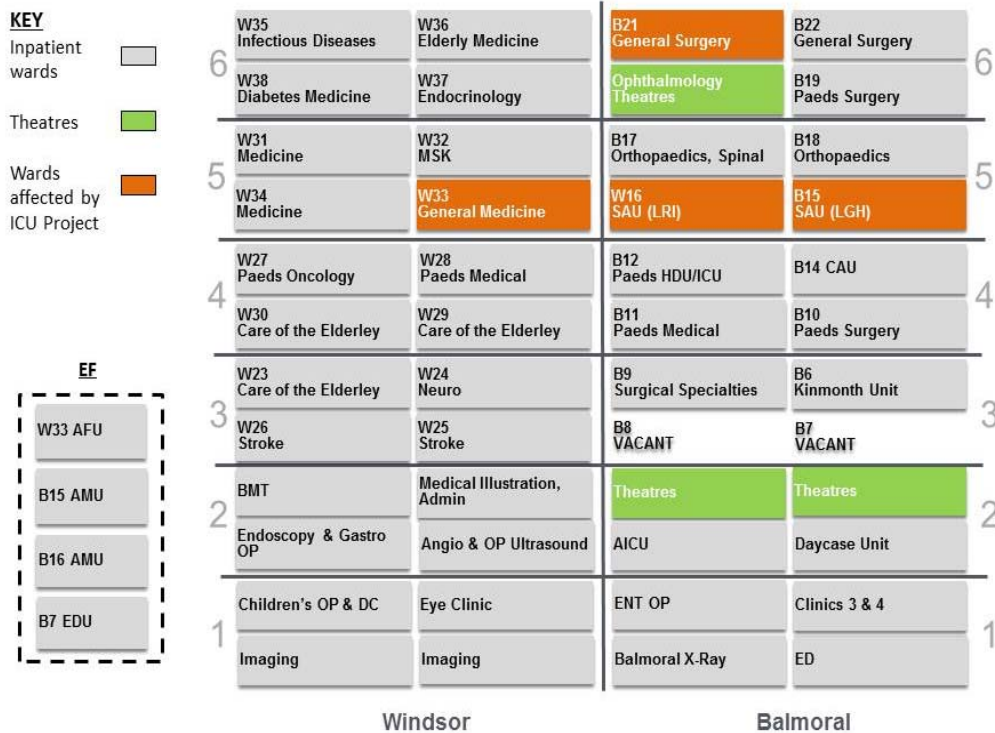 KEY
Inpatient
wards
Theatres
Wards
affected by
ICU Project
6
W35
Infectious Diseases
W36
Elderly Medicine
B21
General Surgery
B22
General Surgery
6
W38
Diabetes Medicine
W37
Endocrinology
Ophthalmology
Theatres
B19
Paeds Surgery
5
W31
Medicine
W32
MSK
B17
Orthopaedics, Spinal
B18
Orthopaedics
5
W34
Medicine
W33
General Medicine
W16
SAU (LRI)
B15
SAU (LGH)
4
W27
Paeds Oncology
W28
Paeds Medical
B12
Paeds HDU/ICU
B14 CAU
4
W30
Care of the Elderley
W29
Care of the Elderley
B11
Paeds Medical
B10
Paeds Surgery
3
W23
Care of the Elderley
W24
Neuro
B9
Surgical Specialties
B6
Kinmonth Unit
3
W26
Stroke
W25
Stroke
B8
VACANT
B7
VACANT
2
BMT
Medical Illustration,
Admin
Theatres
Theatres
2
Endoscopy & Gastro
OP
Angio & OP Ultrasound
AICU
Daycase Unit
1
Children's OP & DC
Eye Clinic
ENT OP
Clinics 3 & 4
1
Imaging
Imaging
Balmoral X-Ray
ED
Windsor
Balmoral
EF
W33 AFU
B15 AMU
B16 AMU
B7 EDU